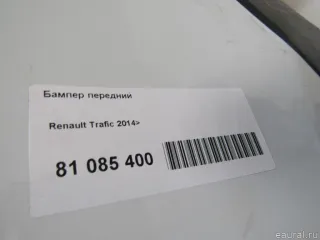 Бампер передний
Renault Trafic 2014>
81 085 400
eaural.ru